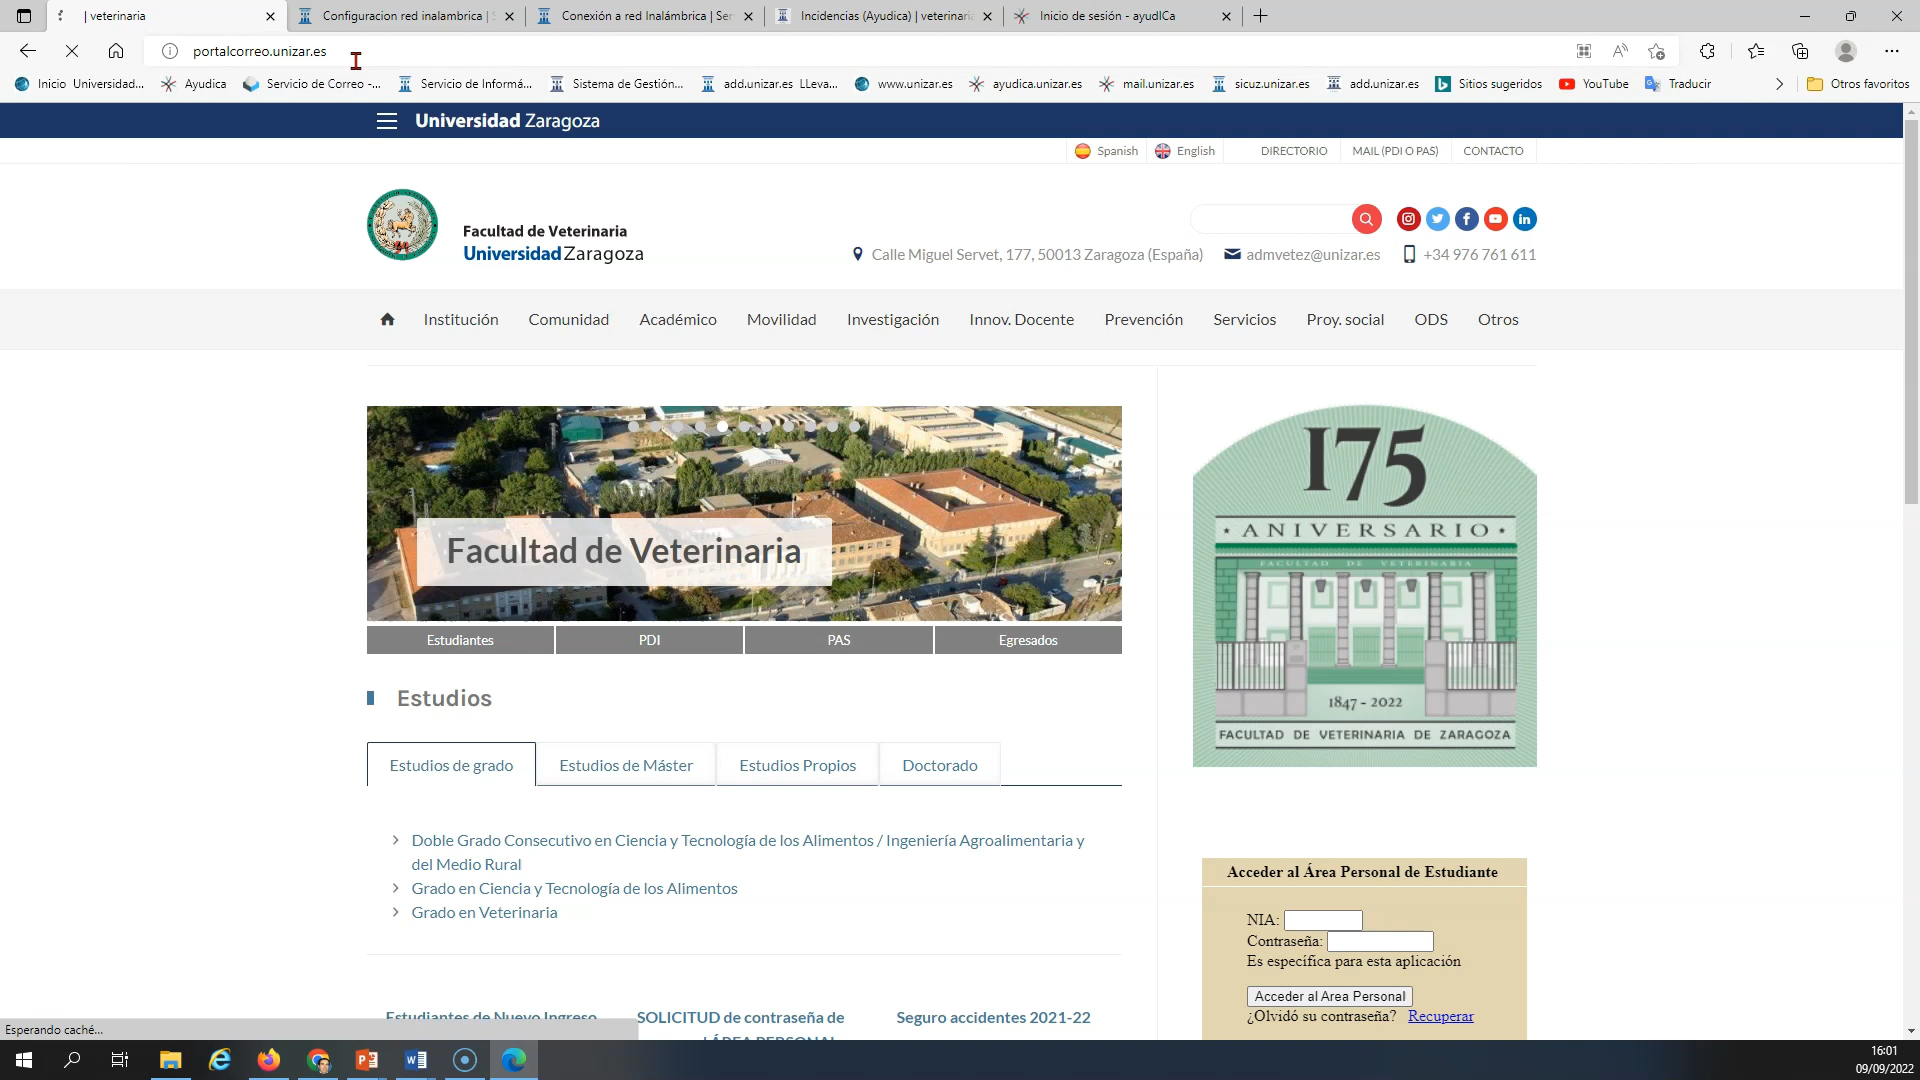 | veterinaria
Configuracion red inalambrica | S
Conexión a red Inalámbrica | Ser
Incidencias (Ayudica) | veterinaria
Inicio de sesión - ayudICa
portalcorreo.unizar.es
Inicio Universidad...
Ayudica
Servicio de Correo -...
Servicio de Informá...
Sistema de Gestión...
add.unizar.es LLeva...
www.unizar.es
ayudica.unizar.es
mail.unizar.es
sicuz.unizar.es
add.unizar.es
Sitios sugeridos
YouTube
Traducir
Otros favoritos
Universidad Zaragoza
Spanish
English
DIRECTORIO
MAIL (PDI O PAS)
CONTACTO
Facultad de Veterinaria
Universidad Zaragoza
Calle Miguel Servet, 177, 50013 Zaragoza (España)
admvetez@unizar.es
+34 976 761 611
Institución
Comunidad
Académico
Movilidad
Investigación
Innov. Docente
Prevención
Servicios
Proy. social
ODS
Otros
Facultad de Veterinaria
Estudiantes
PDI
PAS
Egresados
175
• ANIVERSARIO •
FACULTAD DE VETERINARIA
1847 - 2022
FACULTAD DE VETERINARIA DE ZARAGOZA
Estudios
Estudios de grado
Estudios de Máster
Estudios Propios
Doctorado
Doble Grado Consecutivo en Ciencia y Tecnología de los Alimentos / Ingeniería Agroalimentaria y
del Medio Rural
Grado en Ciencia y Tecnología de los Alimentos
Grado en Veterinaria
Acceder al Área Personal de Estudiante
NIA:
Contraseña:
Es específica para esta aplicación
Acceder al Area Personal
¿Olvidó su contraseña? Recuperar
Estudiantes de Nuevo Ingreso
SOLICITUD de contraseña de
Seguro accidentes 2021-22
Esperando caché...
16:01
09/09/2022